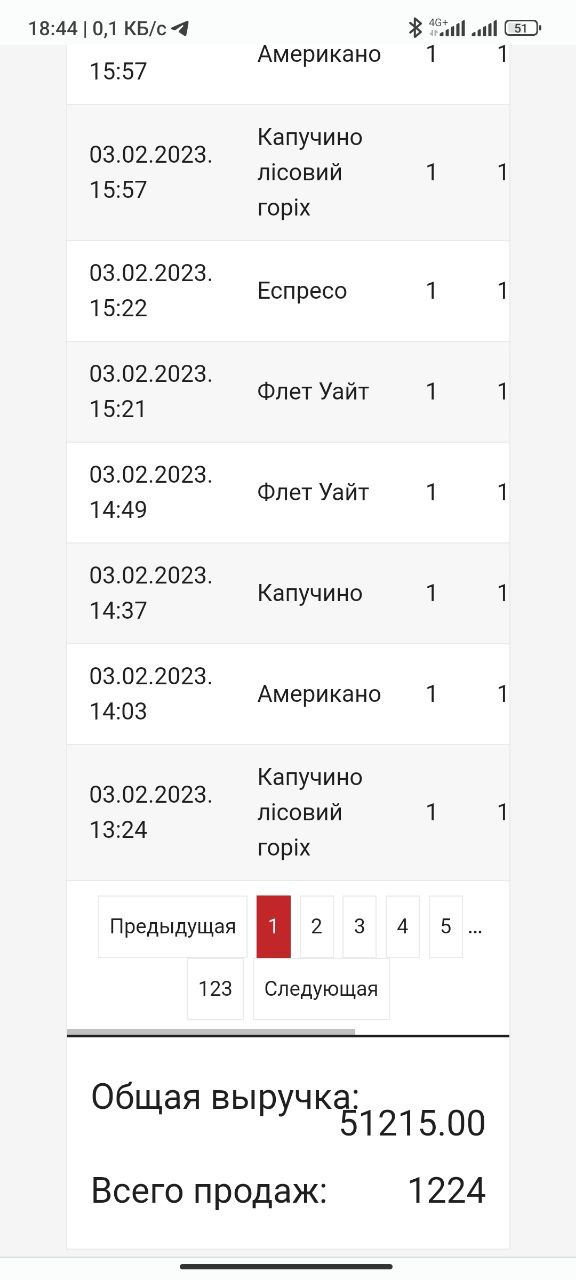 18:44 | 0,1 КБ/с 4G+ 51
15:57 Американо 1 1
03.02.2023. 15:57 Капучино лісовий горіх 1 1
03.02.2023. 15:22 Еспресо 1 1
03.02.2023. 15:21 Флет Уайт 1 1
03.02.2023. 14:49 Флет Уайт 1 1
03.02.2023. 14:37 Капучино 1 1
03.02.2023. 14:03 Американо 1 1
03.02.2023. 13:24 Капучино лісовий горіх 1 1
Предыдущая 1 2 3 4 5 ...
123 Следующая
Общая выручка:
51215.00
Всего продаж: 1224